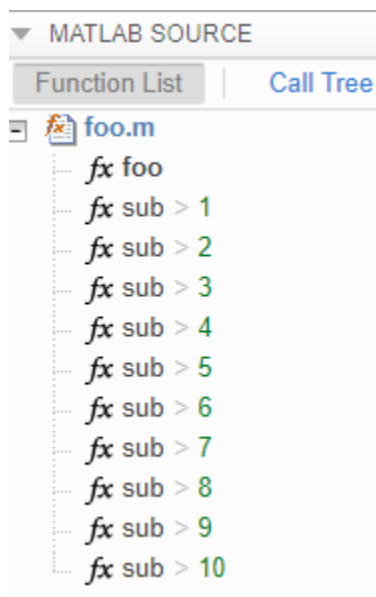 MATLAB SOURCE
Function List Call Tree
foo.m
fx foo
fx sub > 1
fx sub > 2
fx sub > 3
fx sub > 4
fx sub > 5
fx sub > 6
fx sub > 7
fx sub > 8
fx sub > 9
fx sub > 10